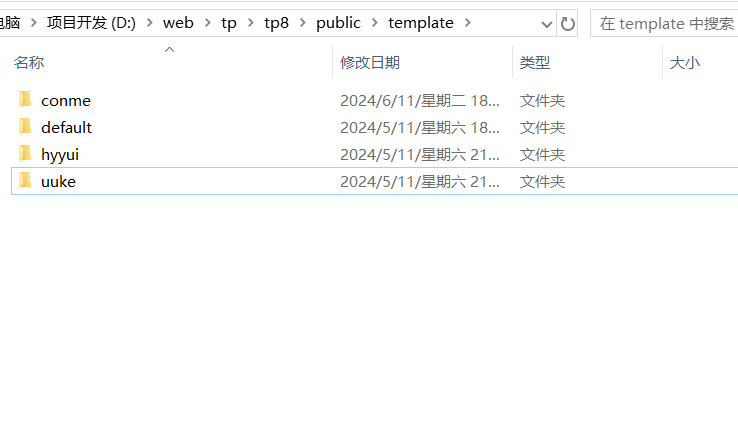 电脑 > 项目开发 (D:) > web > tp > tp8 > public > template >
在 template 中搜索
名称 修改日期 类型 大小
conme 2024/6/11/星期二 18... 文件夹
default 2024/5/11/星期六 18... 文件夹
hyyui 2024/5/11/星期六 21... 文件夹
uuke 2024/5/11/星期六 21... 文件夹